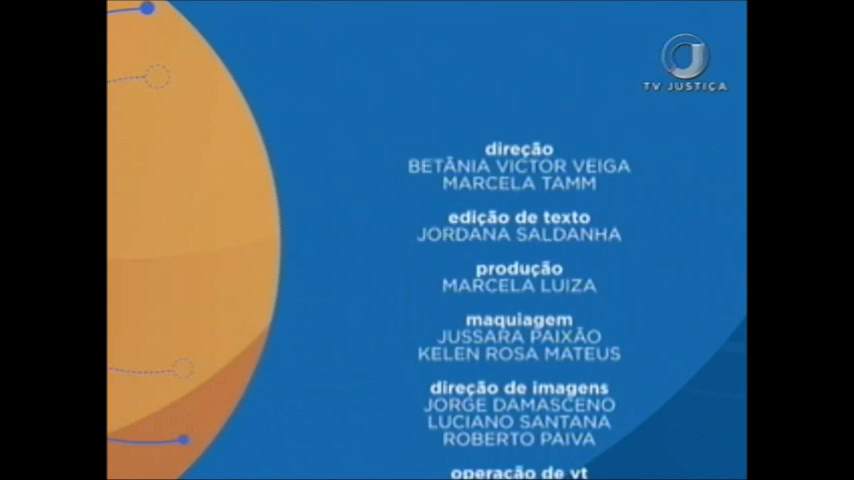 TV JUSTIÇA
direção
BETÂNIA VICTOR VEIGA
MARCELA TAMM
edição de texto
JORDANA SALDANHA
produção
MARCELA LUIZA
maquiagem
JUSSARA PAIXÃO
KELEN ROSA MATEUS
direção de imagens
JORGE DAMASCENO
LUCIANO SANTANA
ROBERTO PAIVA
operação de vt